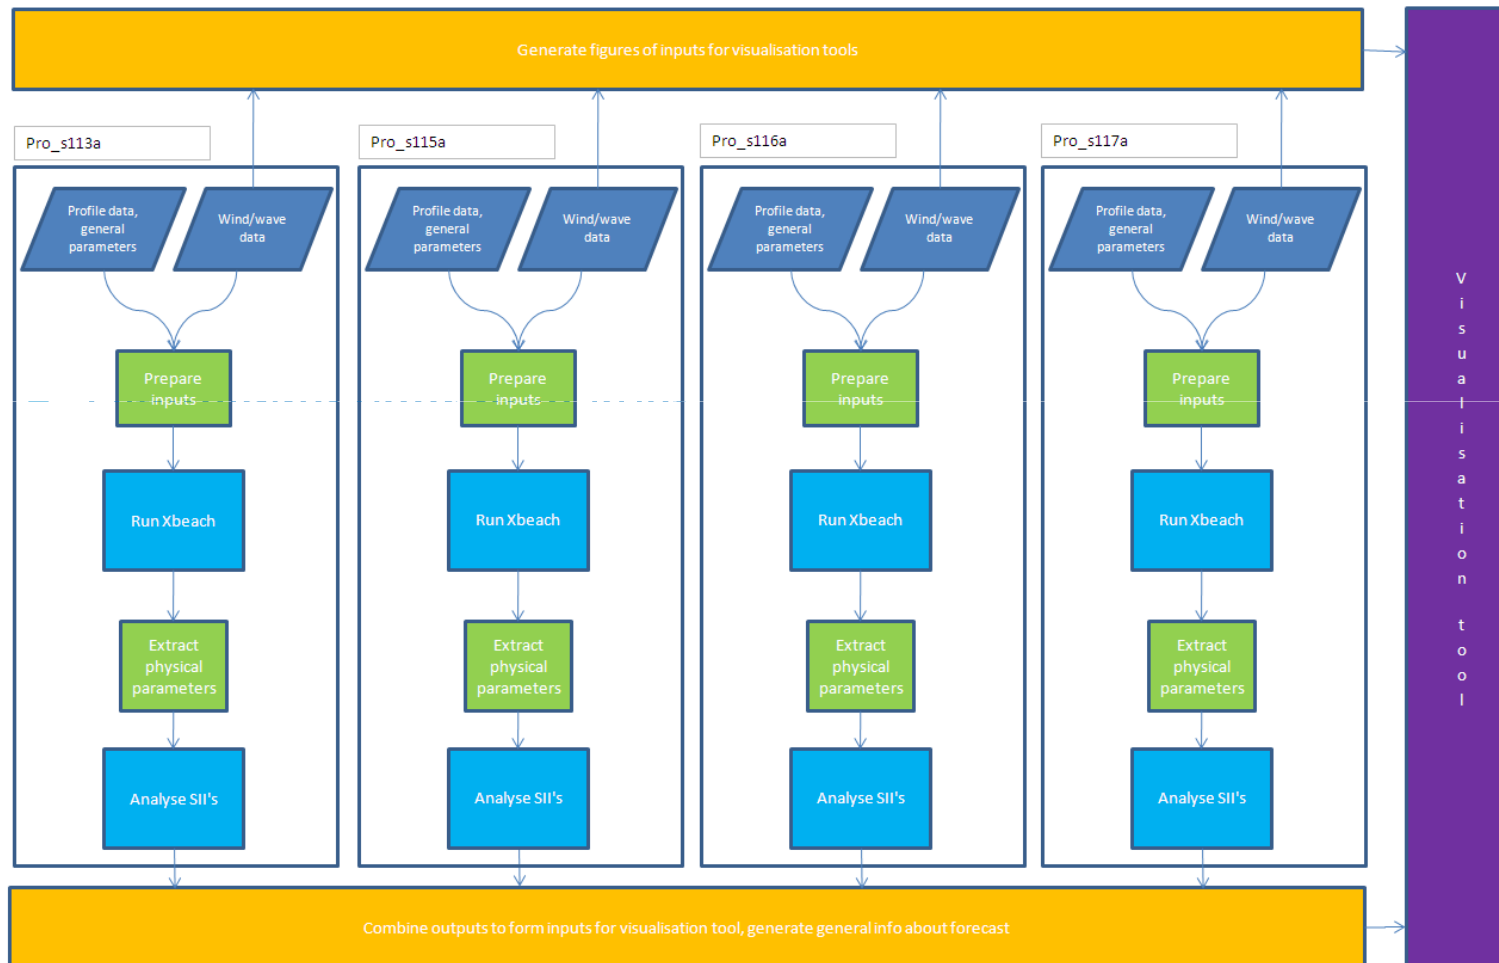 Generate figures of inputs for visualisation tools
Pro_s113a
Pro_s115a
Pro_s116a
Pro_s117a
Profile data,
general
parameters
Wind/wave
data
Profile data,
general
parameters
Wind/wave
data
Profile data,
general
parameters
Wind/wave
data
Profile data,
general
parameters
Wind/wave
data
Prepare
inputs
Prepare
inputs
Prepare
inputs
Prepare
inputs
Run Xbeach
Run Xbeach
Run Xbeach
Run Xbeach
Extract
physical
parameters
Extract
physical
parameters
Extract
physical
parameters
Extract
physical
parameters
Analyse SII's
Analyse SII's
Analyse SII's
Analyse SII's
Combine outputs to form inputs for visualisation tool, generate general info about forecast
Visualisation tool